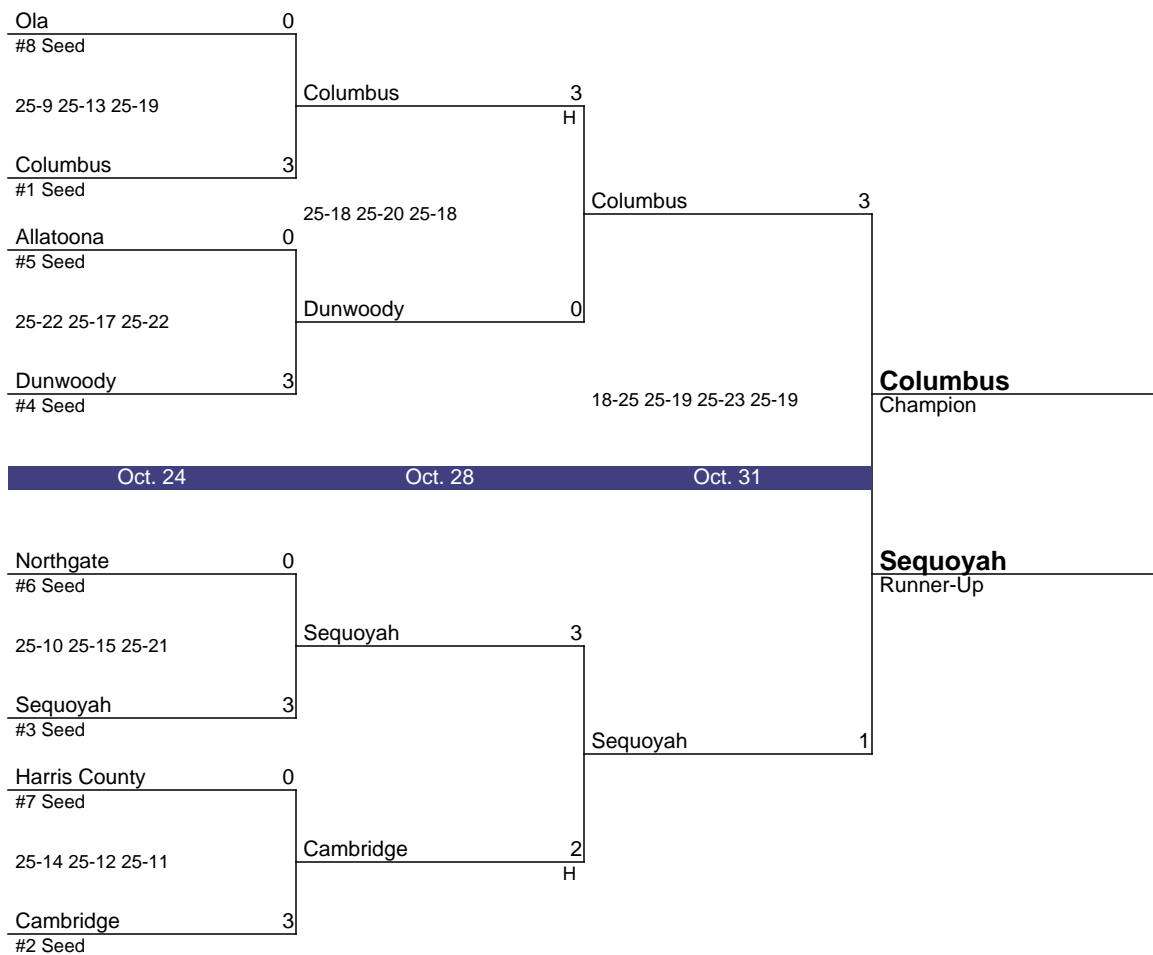 Ola 0
#8 Seed
Columbus 3
25-9 25-13 25-19
H
Columbus 3
#1 Seed
Columbus 3
25-18 25-20 25-18
Allatoona 0
#5 Seed
Dunwoody 0
25-22 25-17 25-22
Dunwoody 3
#4 Seed
Columbus
18-25 25-19 25-23 25-19
Champion
Oct. 24 Oct. 28 Oct. 31
Northgate 0
#6 Seed
Sequoyah
Runner-Up
Sequoyah 3
25-10 25-15 25-21
Sequoyah 3
#3 Seed
Sequoyah 1
Harris County 0
#7 Seed
Cambridge 2
25-14 25-12 25-11
H
Cambridge 3
#2 Seed